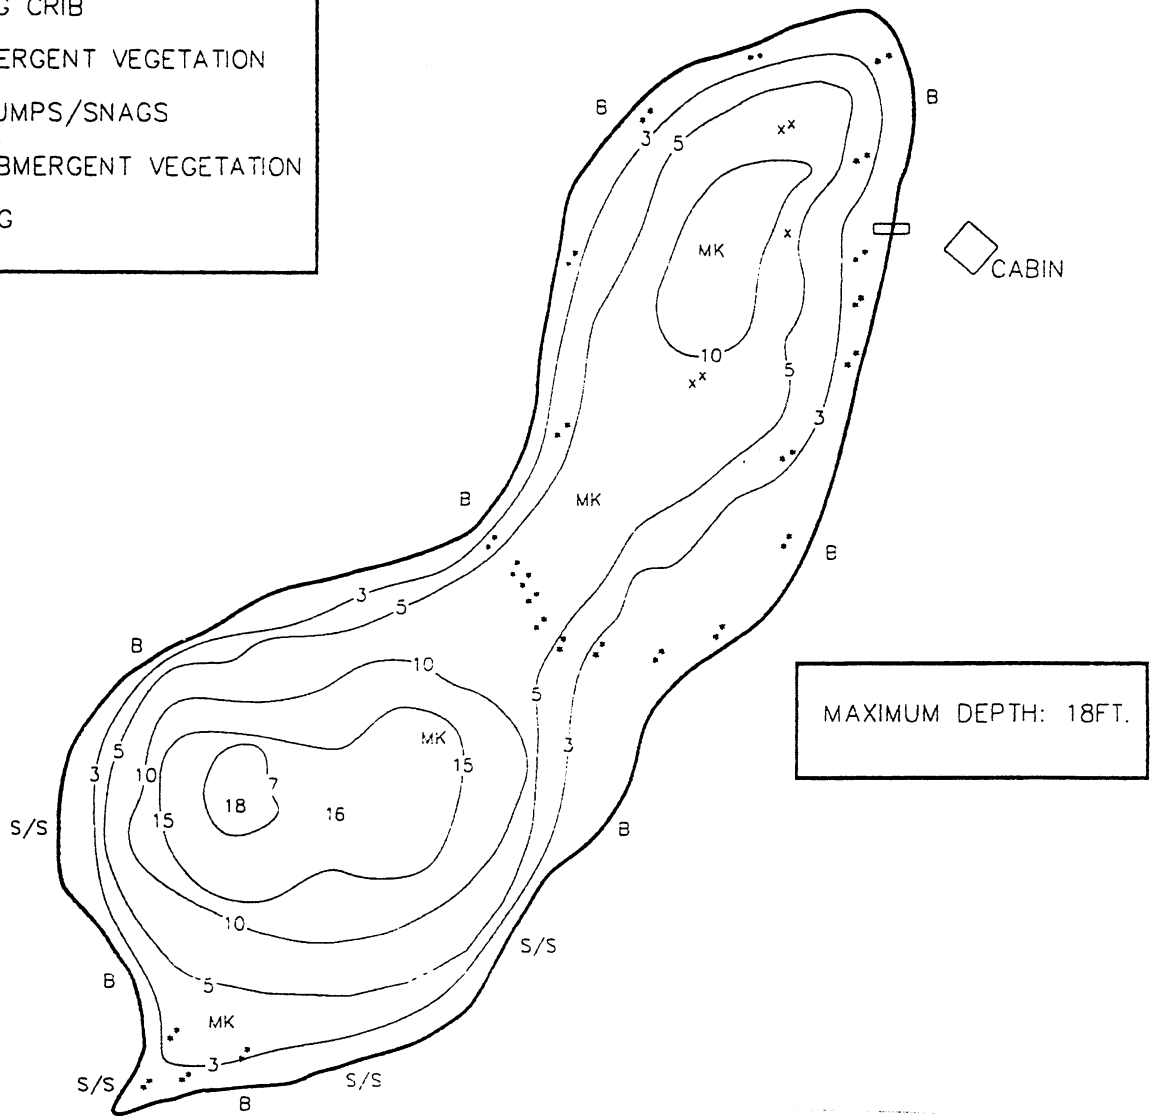 G CRIB
ERGENT VEGETATION
UMPS/SNAGS
BMERGENT VEGETATION
G
B
B
3
5
x x
x
MK
CABIN
10
x x
5
3
B
MK
B
3
5
B
10
5
MAXIMUM DEPTH: 18FT.
MK
5
3
3
10
15
7
18
16
15
S/S
B
10
S/S
B
5
MK
3
S/S
S/S
B